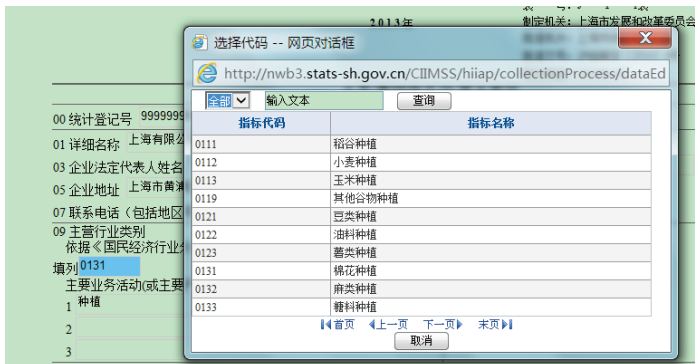 2013年
制定机关：上海市发展和改革委员会
选择代码 -- 网页对话框
http://nwb3.stats-sh.gov.cn/CIIMSS/hiiap/collectionProcess/dataEd
全部 输入文本 查询
指标代码 指标名称
0111 稻谷种植
0112 小麦种植
0113 玉米种植
0119 其他谷物种植
0121 豆类种植
0122 油料种植
0123 薯类种植
0131 棉花种植
0132 麻类种植
0133 糖料种植
首页 上一页 下一页 末页
取消
00 统计登记号 9999999
01 详细名称 上海有限公
03 企业法定代表人姓名
05 企业地址 上海市黄浦
07 联系电话（包括地区
09 主营行业类别
依据《国民经济行业分
填列 0131
主要业务活动(或主要
1 种植
2
3